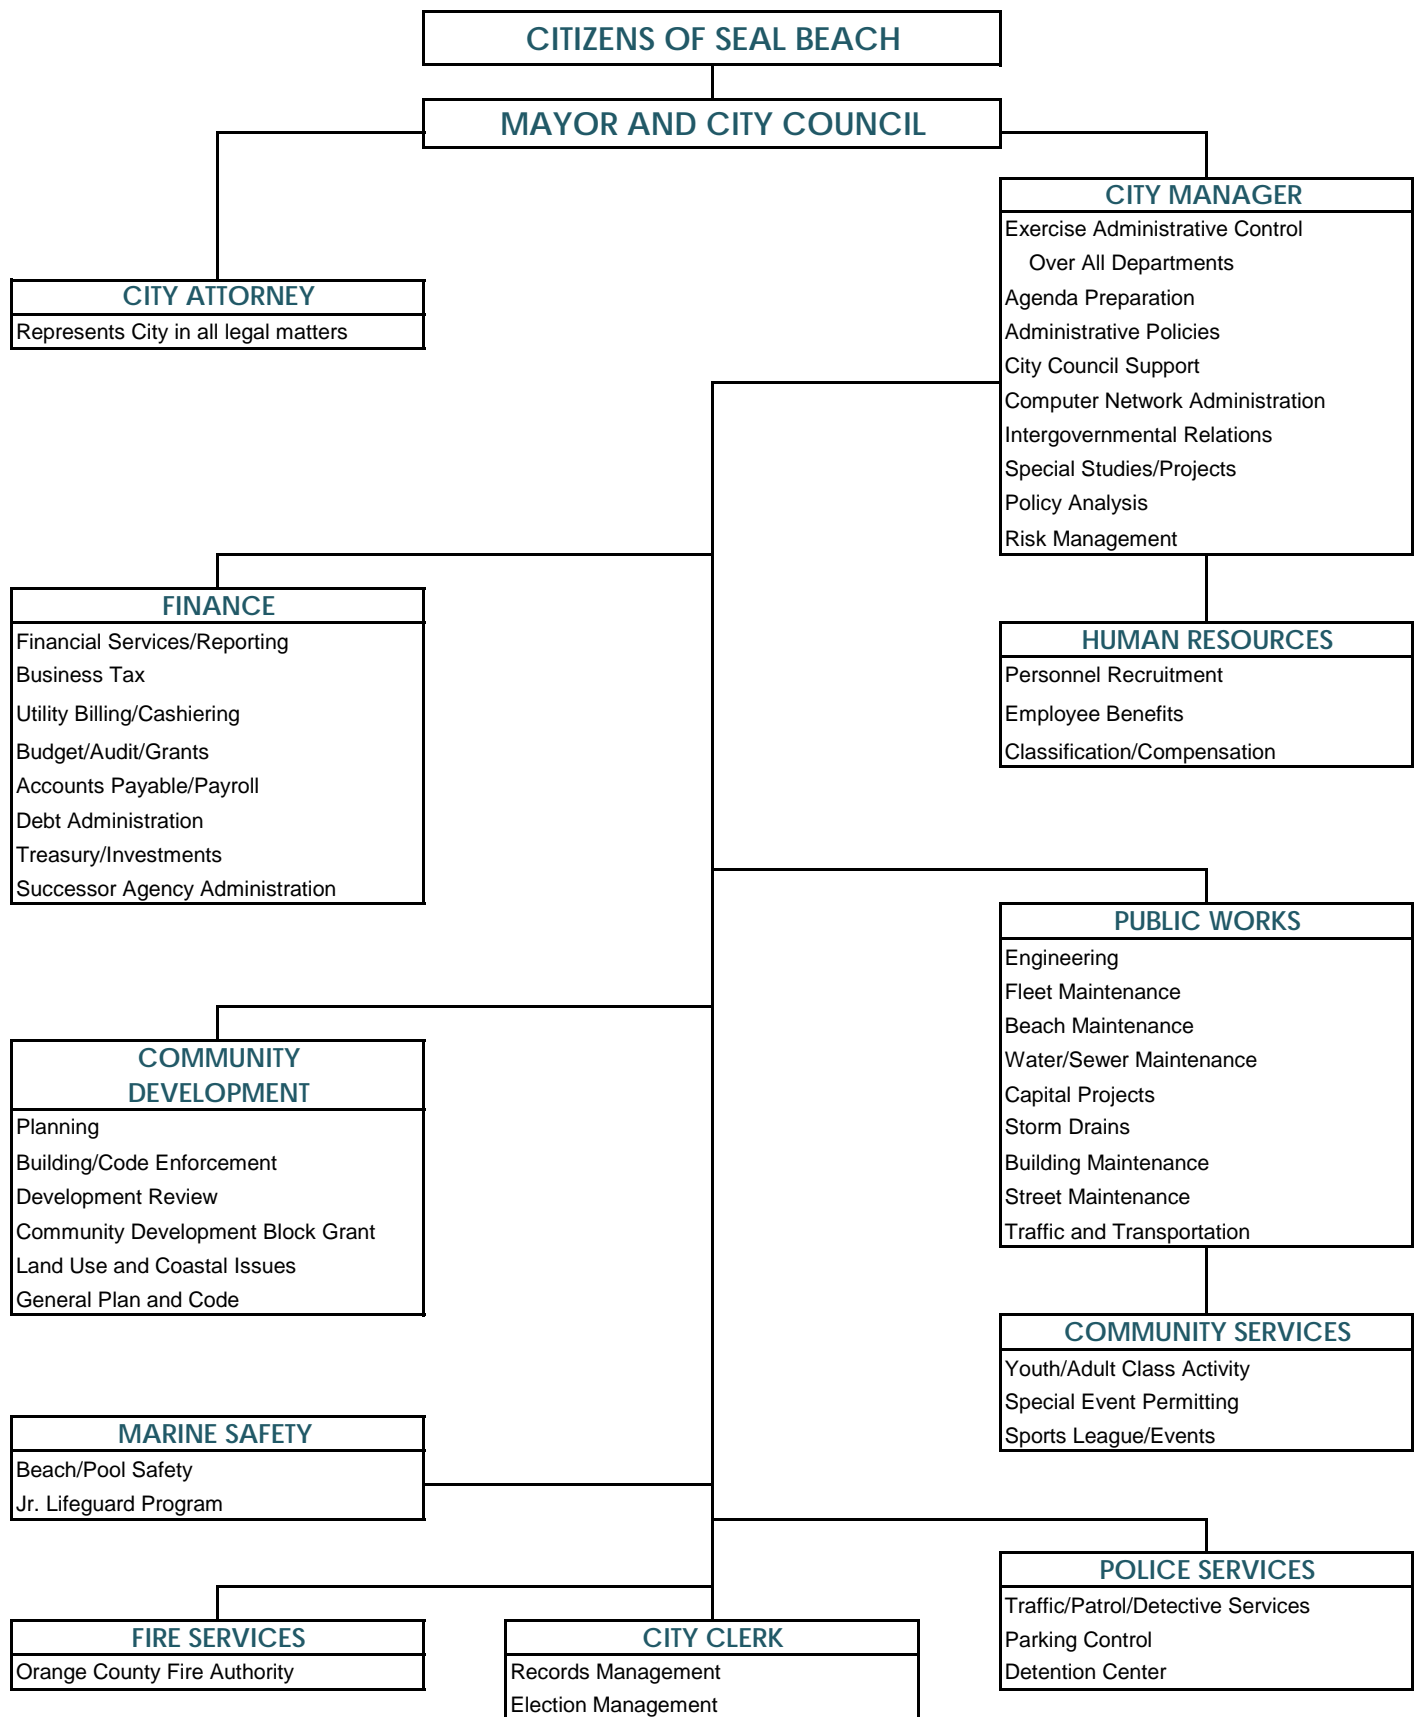 CITIZENS OF SEAL BEACH
MAYOR AND CITY COUNCIL
CITY MANAGER
Exercise Administrative Control
Over All Departments
Agenda Preparation
Administrative Policies
City Council Support
Computer Network Administration
Intergovernmental Relations
Special Studies/Projects
Policy Analysis
Risk Management
CITY ATTORNEY
Represents City in all legal matters
FINANCE
Financial Services/Reporting
Business Tax
Utility Billing/Cashiering
Budget/Audit/Grants
Accounts Payable/Payroll
Debt Administration
Treasury/Investments
Successor Agency Administration
HUMAN RESOURCES
Personnel Recruitment
Employee Benefits
Classification/Compensation
PUBLIC WORKS
Engineering
Fleet Maintenance
Beach Maintenance
Water/Sewer Maintenance
Capital Projects
Storm Drains
Building Maintenance
Street Maintenance
Traffic and Transportation
COMMUNITY
DEVELOPMENT
Planning
Building/Code Enforcement
Development Review
Community Development Block Grant
Land Use and Coastal Issues
General Plan and Code
COMMUNITY SERVICES
Youth/Adult Class Activity
Special Event Permitting
Sports League/Events
MARINE SAFETY
Beach/Pool Safety
Jr. Lifeguard Program
POLICE SERVICES
Traffic/Patrol/Detective Services
Parking Control
Detention Center
FIRE SERVICES
Orange County Fire Authority
CITY CLERK
Records Management
Election Management